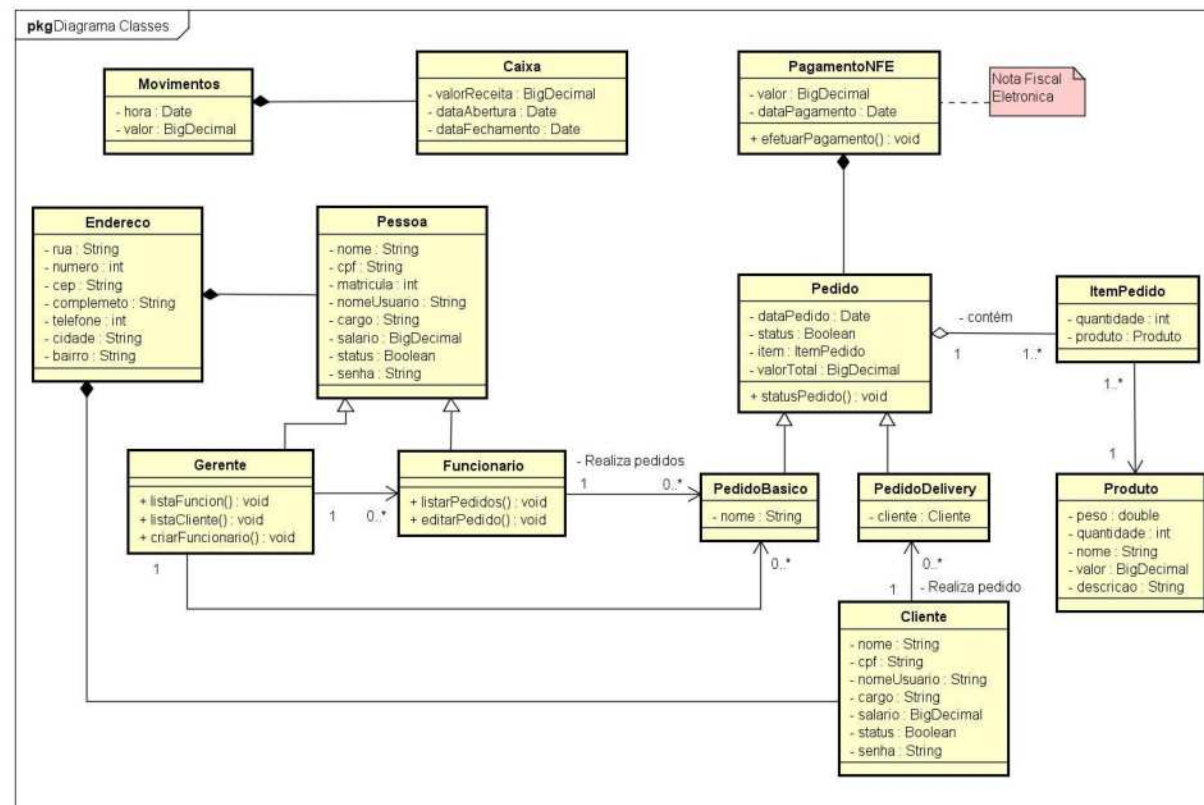 pkg Diagrama Classes
Movimentos
- hora : Date
- valor : BigDecimal
Caixa
- valorReceita : BigDecimal
- dataAbertura : Date
- dataFechamento : Date
PagamentoNFE
- valor : BigDecimal
- dataPagamento : Date
+ efetuarPagamento() : void
Nota Fiscal
Eletronica
Endereco
- rua : String
- numero : int
- cep : String
- complemeto : String
- telefone : int
- cidade : String
- bairro : String
Pessoa
- nome : String
- cpf : String
- matricula : int
- nomeUsuario : String
- cargo : String
- salario : BigDecimal
- status : Boolean
- senha : String
Pedido
- dataPedido : Date
- status : Boolean
- item : ItemPedido
- valorTotal : BigDecimal
+ statusPedido() : void
- contém
1
1..*
ItemPedido
- quantidade : int
- produto : Produto
1..*
1
Gerente
+ listaFuncion() : void
+ listaCliente() : void
+ criarFuncionario() : void
1
0..*
1
Funcionario
+ listarPedidos() : void
+ editarPedido() : void
- Realiza pedidos
1
0..*
PedidoBasico
- nome : String
0..*
PedidoDelivery
- cliente : Cliente
0..*
1
- Realiza pedido
Produto
- peso : double
- quantidade : int
- nome : String
- valor : BigDecimal
- descricao : String
Cliente
- nome : String
- cpf : String
- nomeUsuario : String
- cargo : String
- salario : BigDecimal
- status : Boolean
- senha : String